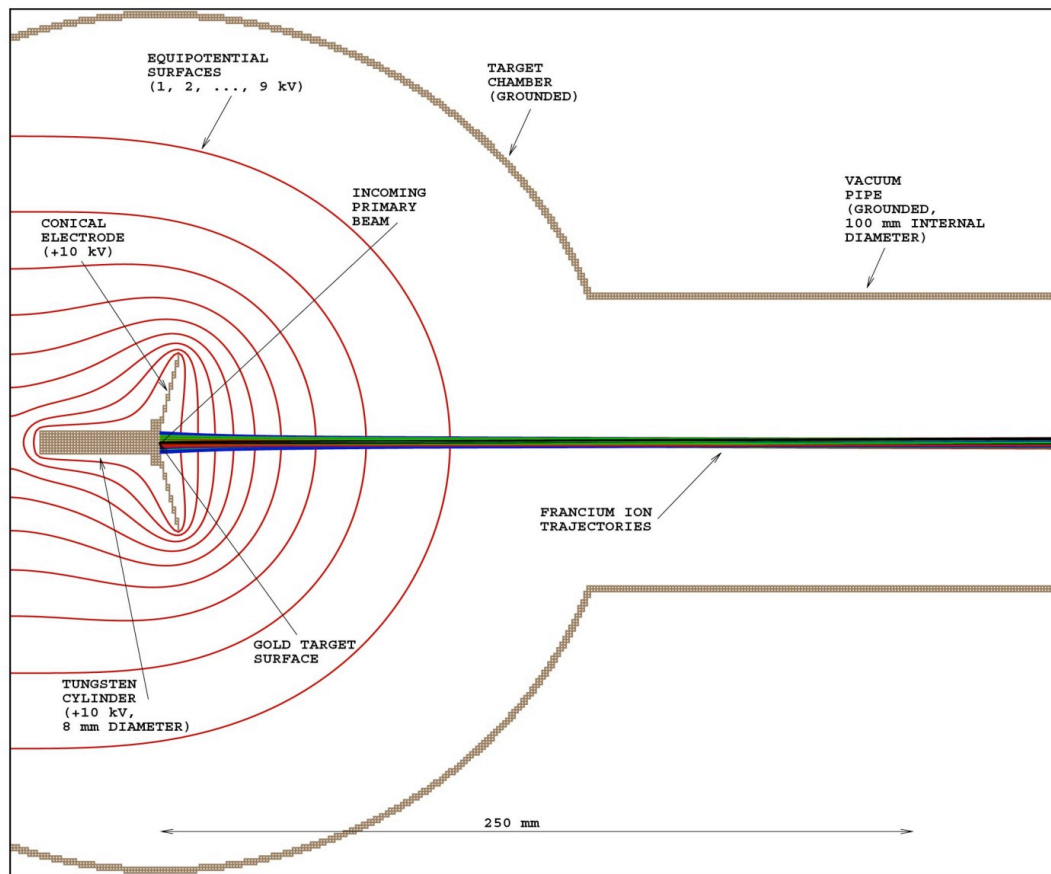 EQUIPOTENTIAL
SURFACES
(1, 2, ..., 9 kV)
TARGET
CHAMBER
(GROUNDED)
INCOMING
PRIMARY
BEAM
VACUUM
PIPE
(GROUNDED,
100 mm INTERNAL
DIAMETER)
CONICAL
ELECTRODE
(+10 kV)
FRANCIUM ION
TRAJECTORIES
GOLD TARGET
SURFACE
TUNGSTEN
CYLINDER
(+10 kV,
8 mm DIAMETER)
250 mm